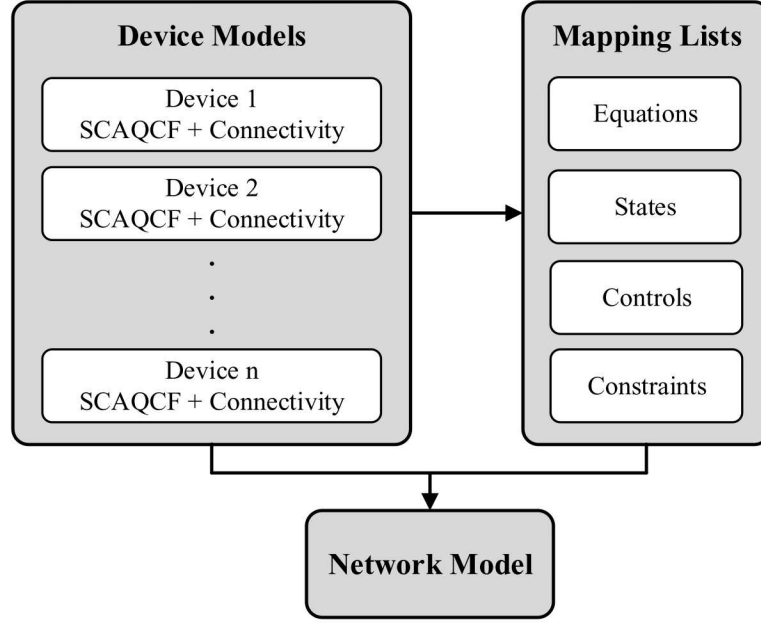 Device Models
Device 1
SCAQCF + Connectivity
Device 2
SCAQCF + Connectivity
.
.
.
Device n
SCAQCF + Connectivity
Mapping Lists
Equations
States
Controls
Constraints
Network Model